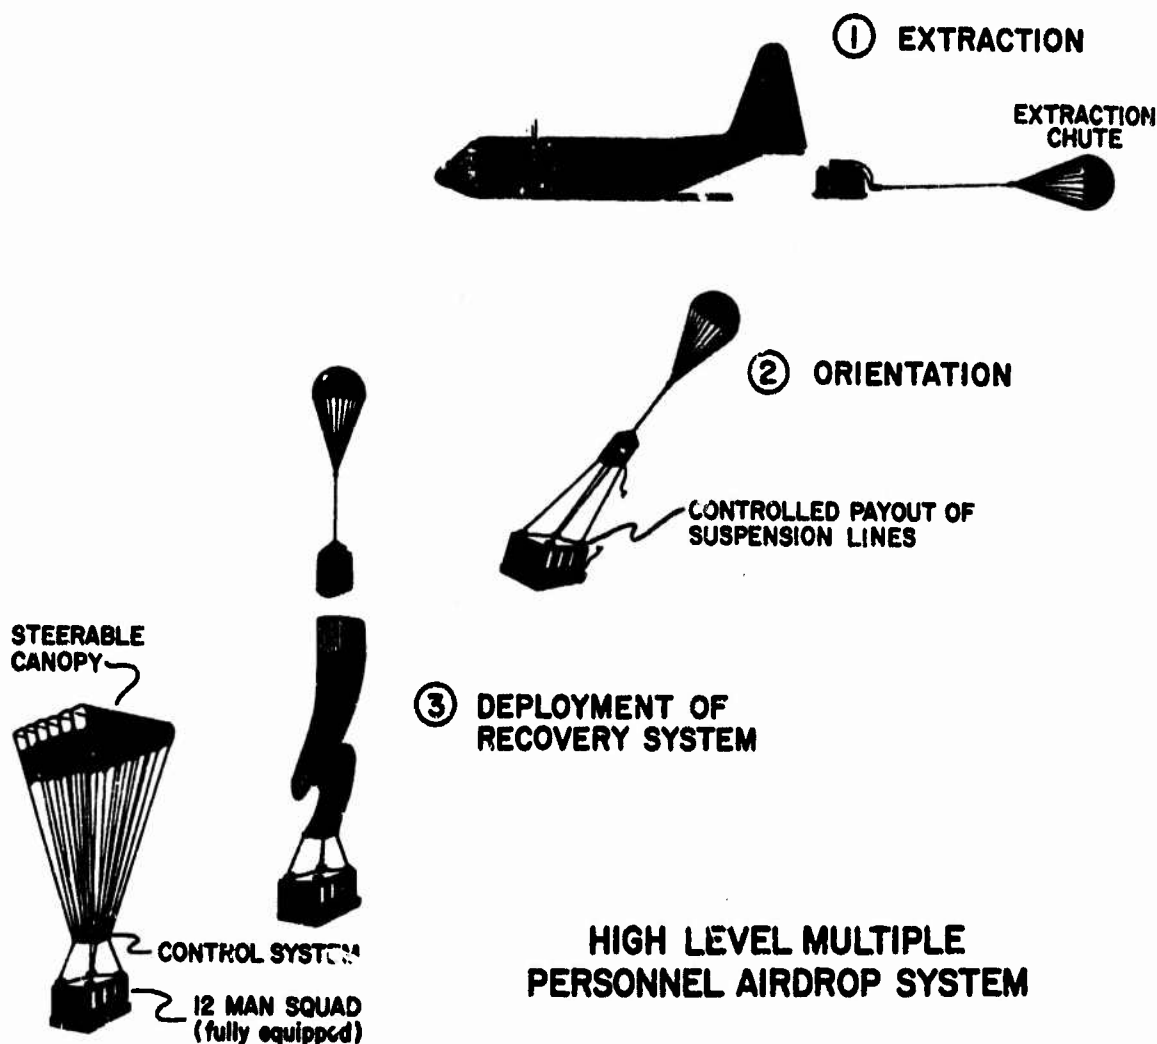 ① EXTRACTION
EXTRACTION
CHUTE
② ORIENTATION
CONTROLLED PAYOUT OF
SUSPENSION LINES
STEERABLE
CANOPY
③ DEPLOYMENT OF
RECOVERY SYSTEM
CONTROL SYSTEM
12 MAN SQUAD
(fully equipped)
HIGH LEVEL MULTIPLE
PERSONNEL AIRDROP SYSTEM